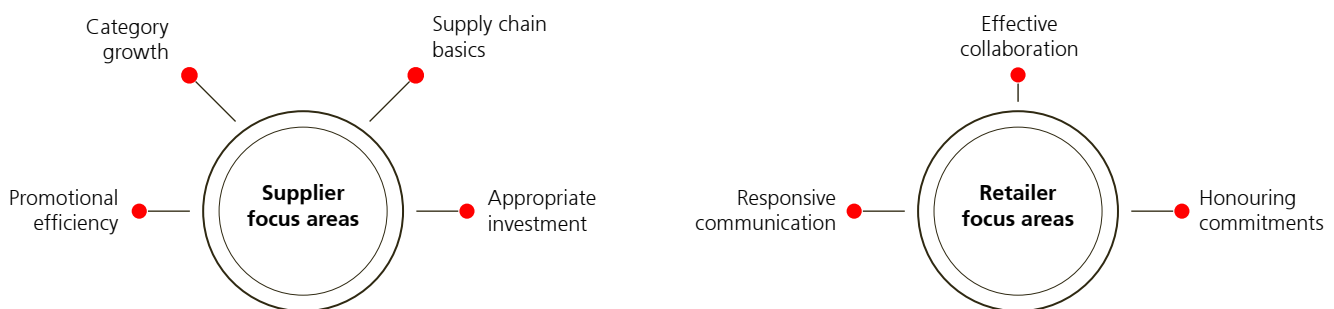 Category
growth
Supply chain
basics
Promotional
efficiency
Supplier
focus areas
Appropriate
investment
Effective
collaboration
Responsive
communication
Retailer
focus areas
Honouring
commitments